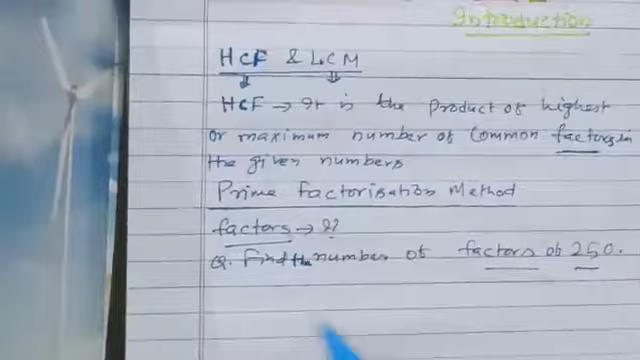 Introduction
HCF & LCM
HCF → It is the product of highest
or maximum number of common factors in
the given numbers
Prime factorisation Method
factors → ??
Q. Find the number of factors of 250.